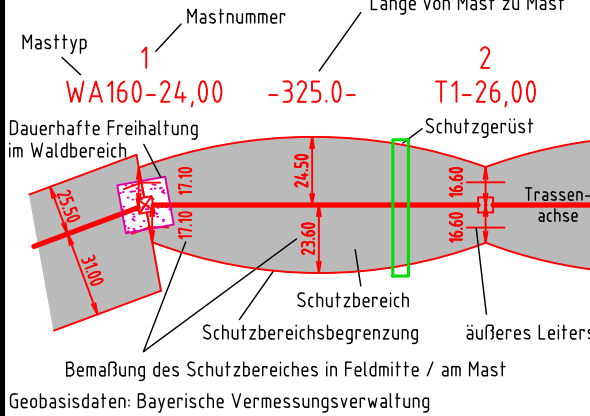 Länge von Mast zu Mast
Mastnummer
Masttyp
1
2
WA160-24,00
-325.0-
T1-26,00
Dauerhafte Freihaltung
im Waldbereich
Schutzgerüst
17.10
24.50
16.60
25.50
Trassen-
achse
17.10
23.60
16.60
31.00
Schutzbereich
Schutzbereichsbegrenzung
äußeres Leiters
Bemaßung des Schutzbereiches in Feldmitte / am Mast
Geobasisdaten: Bayerische Vermessungsverwaltung